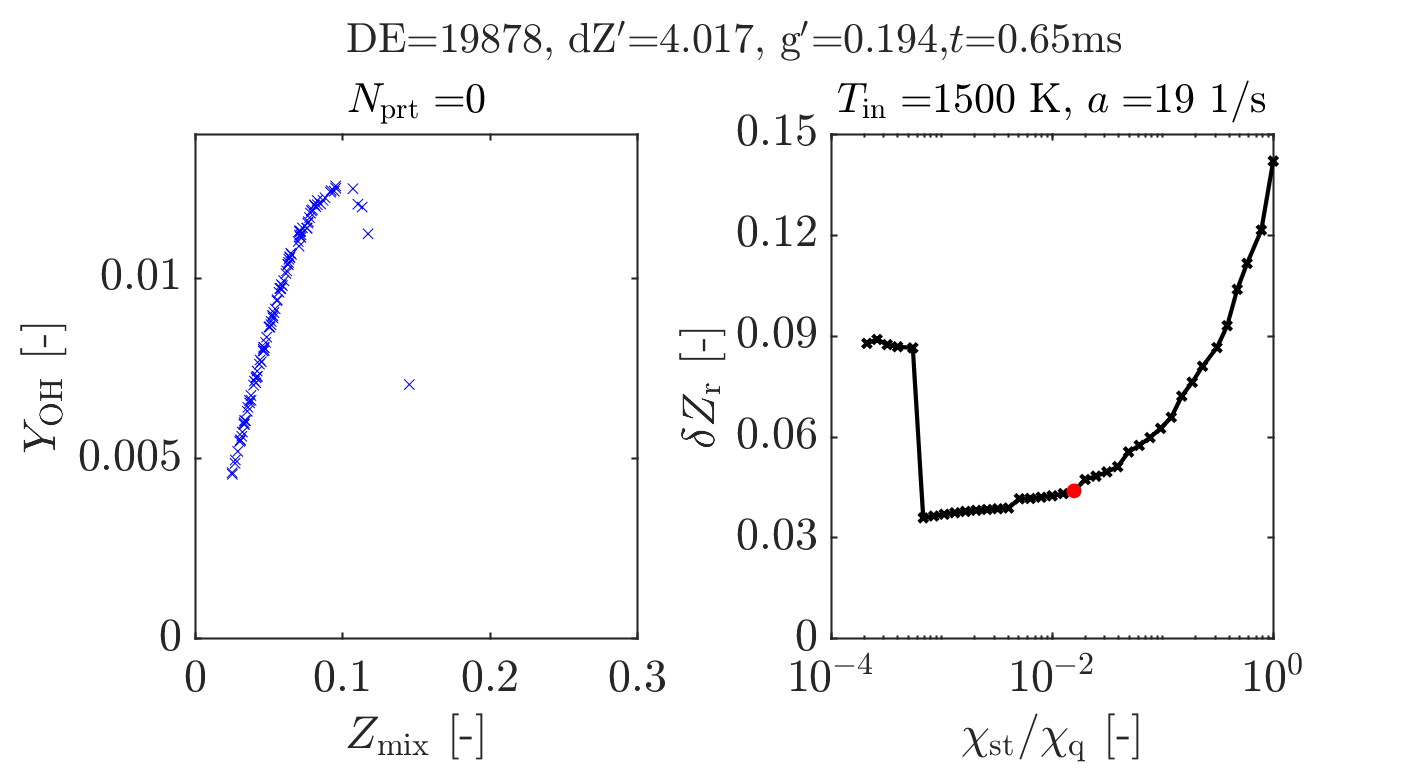 DE=19878, dZ′=4.017, g′=0.194,t=0.65ms
N_prt =0
T_in =1500 K, a =19 1/s
Y_OH [-]
0.01
0.005
0
0
0.1
0.2
0.3
Z_mix [-]
δZ_r [-]
0.15
0.12
0.09
0.06
0.03
0
10^−4
10^−2
10^0
χ_st/χ_q [-]